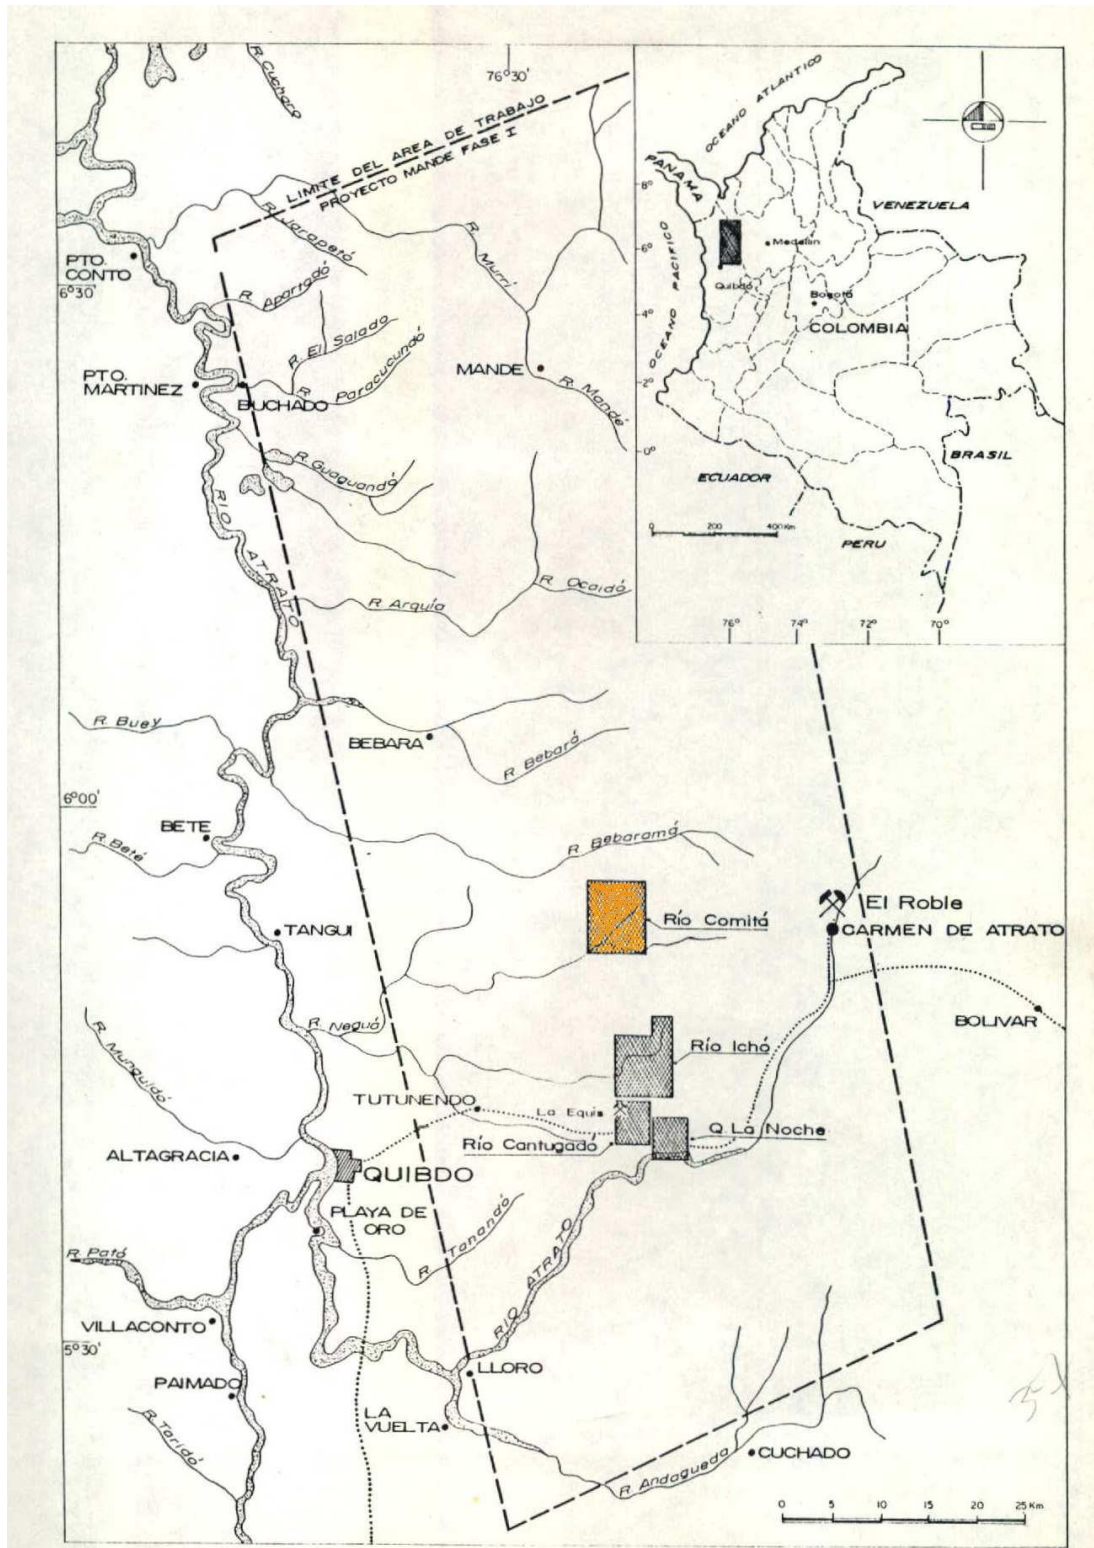 76°30'
R. Cuchara
LIMITE DEL AREA DE TRABAJO
PROYECTO MANDE FASE I
R. Jarapetó
R. Murrí
PTO.
CONTO
6°30'
R. Apartadó
R. El Salado
R. Paracucundó
PTO.
MARTINEZ
BUCHADO
MANDE
R. Mandé
R. Guaguandó
RIO ATRATO
R. Arquía
R. Ocaidó
R. Buey
BEBARA
R. Bebará
6°00'
BETE
R. Beté
R. Bebaramá
TANGUI
Río Comitá
El Roble
CARMEN DE ATRATO
BOLIVAR
R. Neguá
R. Munguidó
Río Ichó
TUTUNENDO
La Equis
Río Cantugadó
Q La Noche
ALTAGRACIA
QUIBDO
PLAYA DE
ORO
R. Tanandó
R. Pató
RIO ATRATO
VILLACONTO
5°30'
LLORO
PAIMADO
LA
VUELTA
R. Taridó
R. Andagueda
CUCHADO
0 5 10 15 20 25 Km.
OCEANO ATLANTICO
PANAMA
8°
VENEZUELA
6°
Medellín
OCEANO PACIFICO
Quibdó
Bogotá
4°
COLOMBIA
2°
0°
ECUADOR
BRASIL
0 200 400 Km
PERU
76° 74° 72° 70°